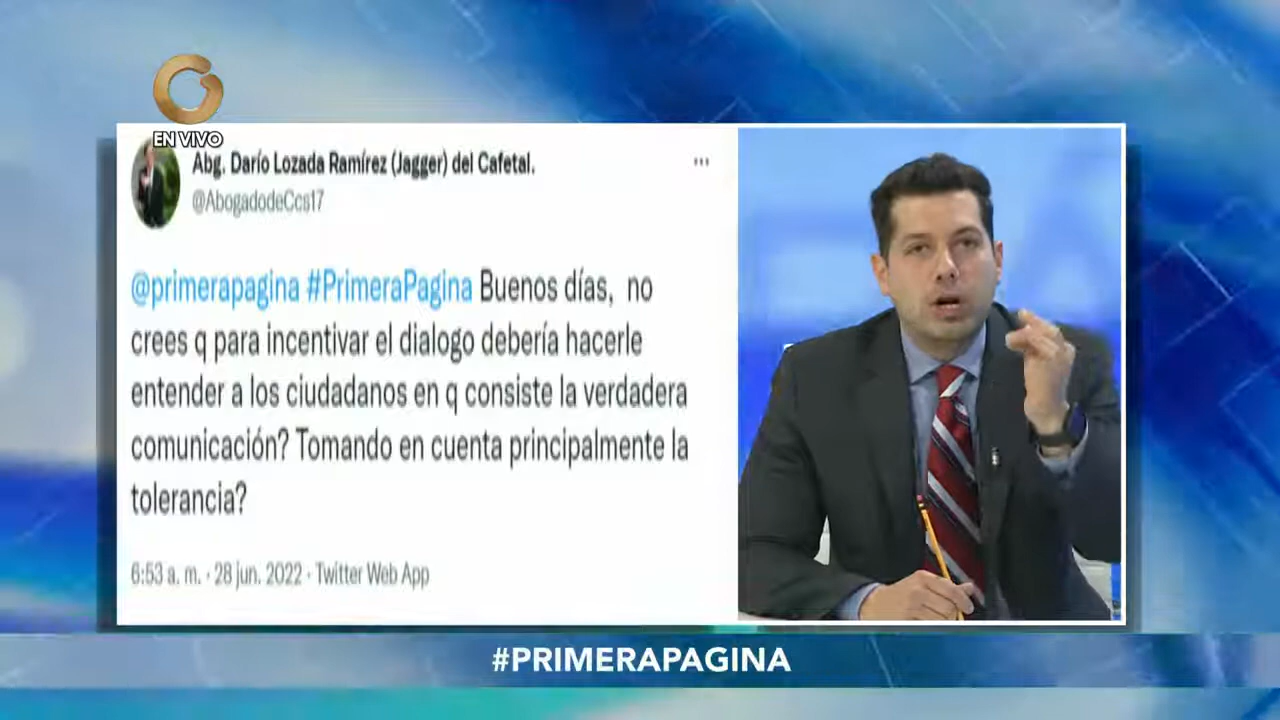 EN VIVO
Abg. Darío Lozada Ramírez (Jagger) del Cafetal.
@AbogadodeCcs17
@primerapagina #PrimeraPagina Buenos días, no
crees q para incentivar el dialogo debería hacerle
entender a los ciudadanos en q consiste la verdadera
comunicación? Tomando en cuenta principalmente la
tolerancia?
6:53 a. m. · 28 jun. 2022 · Twitter Web App
#PRIMERAPAGINA